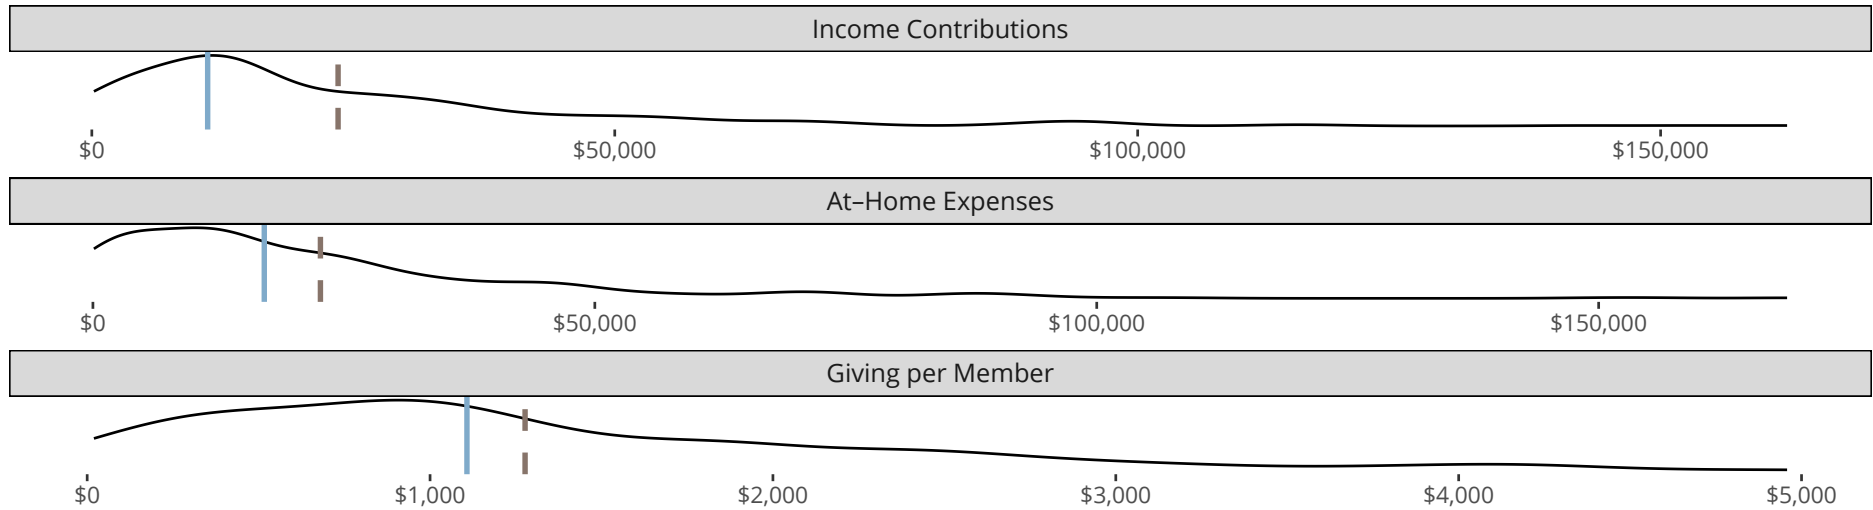 Income Contributions
$0 $50,000 $100,000 $150,000
At–Home Expenses
$0 $50,000 $100,000 $150,000
Giving per Member
$0 $1,000 $2,000 $3,000 $4,000 $5,000